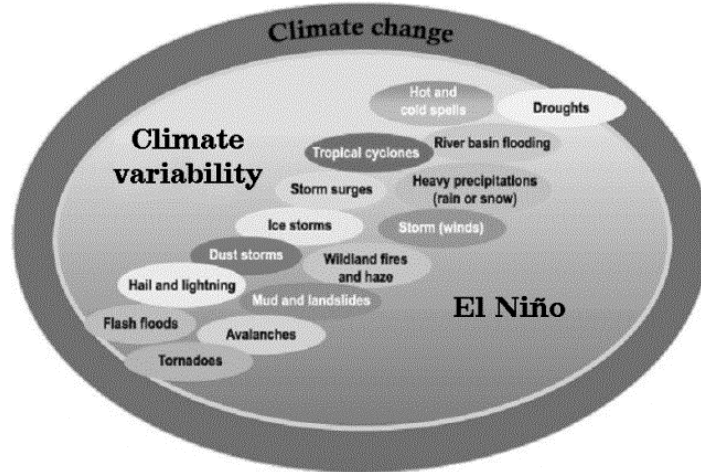 Climate change
Hot and
cold spells
Droughts
Climate
variability
Tropical cyclones
River basin flooding
Storm surges
Heavy precipitations
(rain or snow)
Ice storms
Storm (winds)
Dust storms
Wildland fires
and haze
Hail and lightning
Mud and landslides
El Niño
Flash floods
Avalanches
Tornadoes